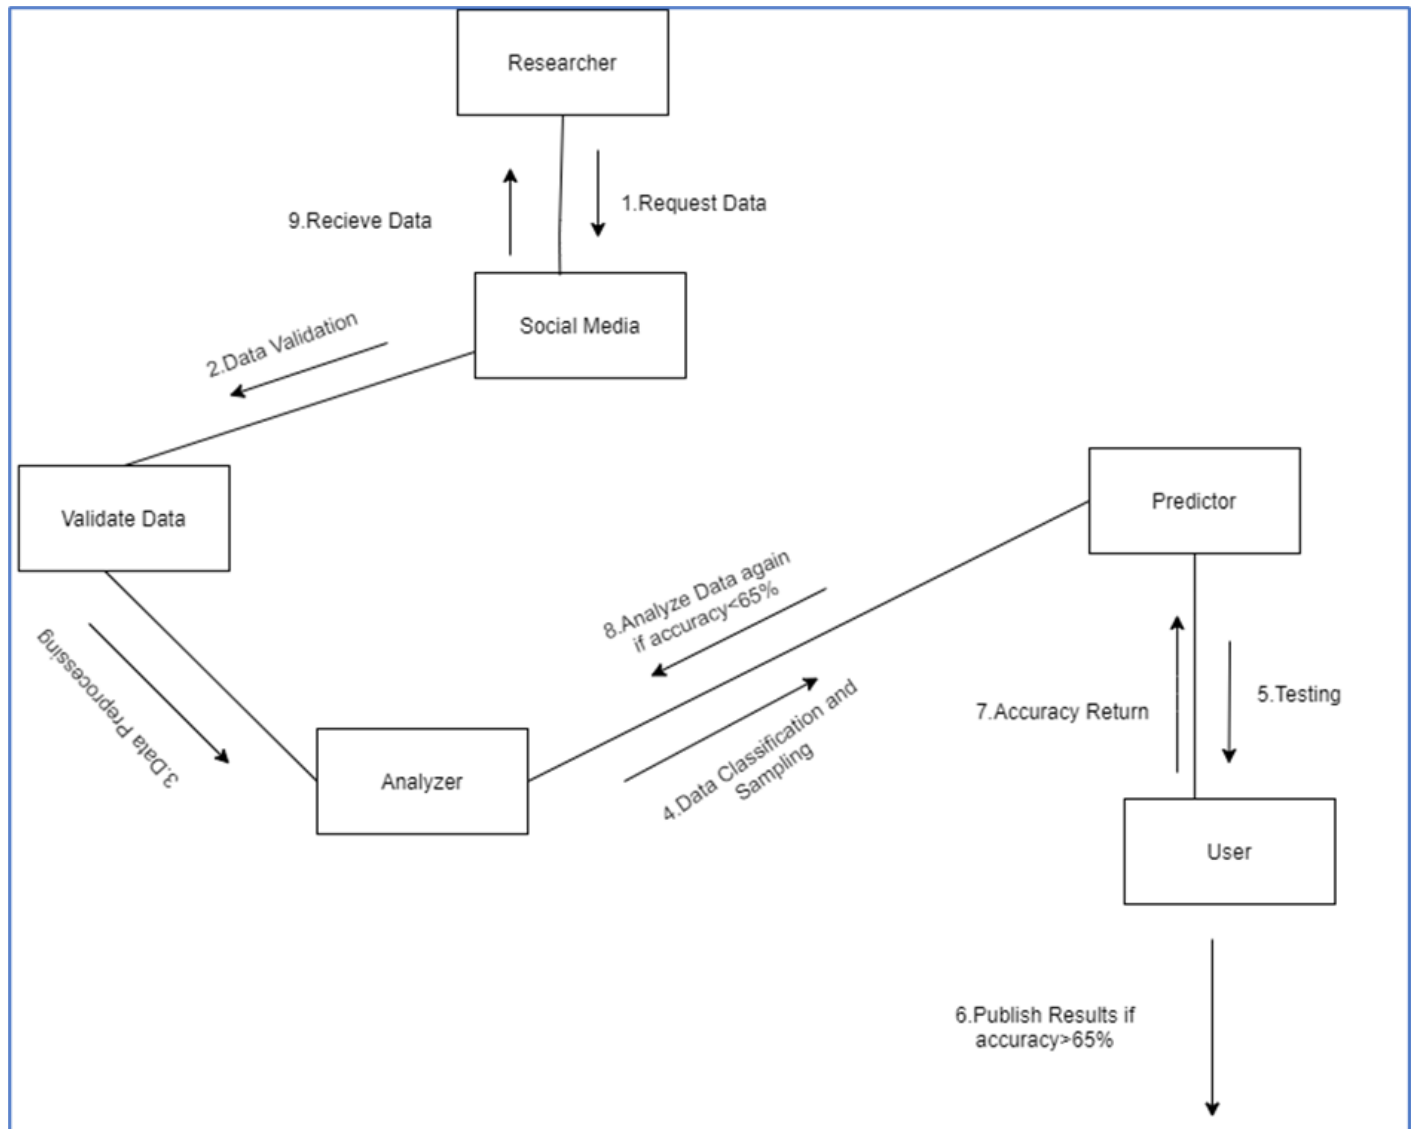 Researcher
1.Request Data
9.Recieve Data
Social Media
2.Data Validation
Validate Data
Predictor
8.Analyze Data again
if accuracy<65%
3.Data Preprocessing
7.Accuracy Return
5.Testing
4.Data Classification and
Sampling
Analyzer
User
6.Publish Results if
accuracy>65%